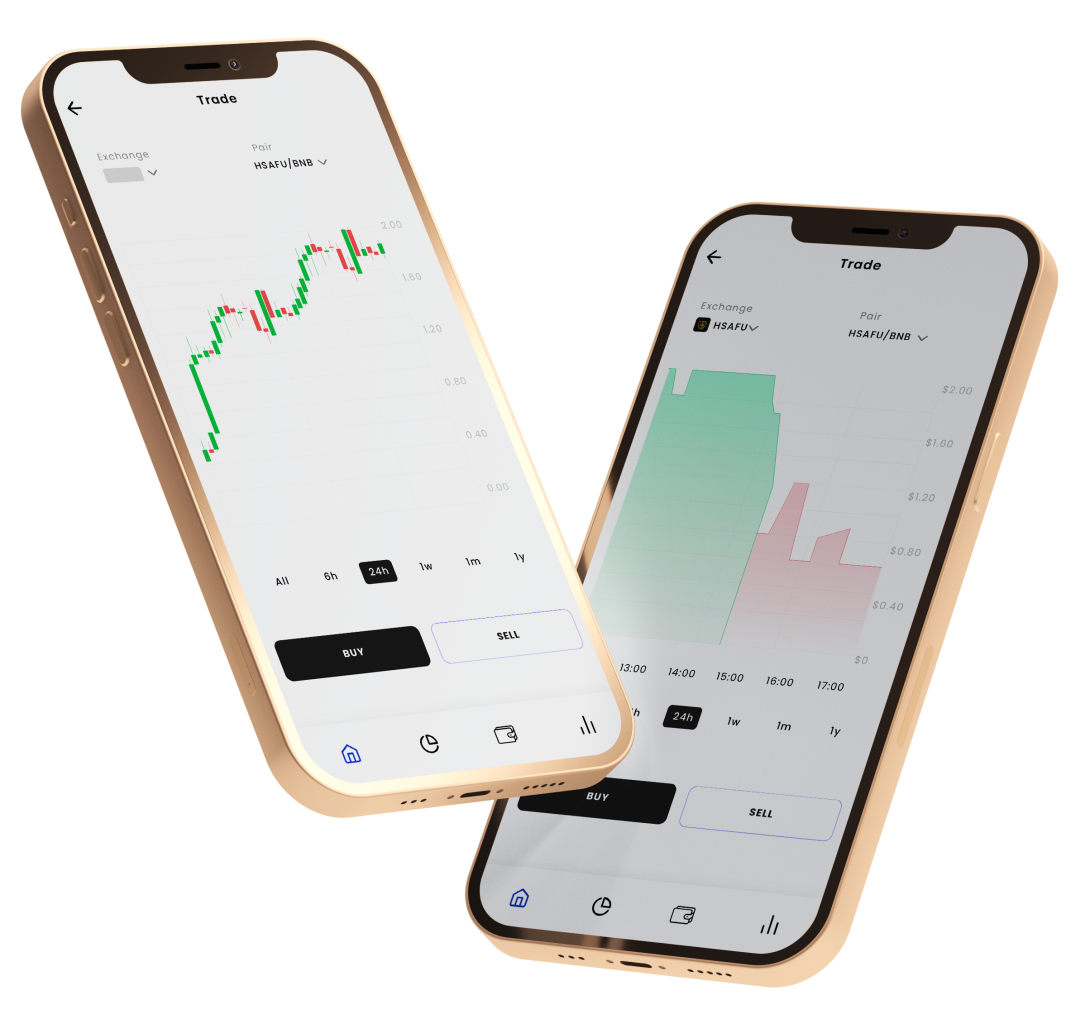 Trade
Exchange
Pair
HSAFU/BNB
2.00
1.60
1.20
0.80
0.40
0.00
All 6h 24h 1w 1m 1y
BUY SELL
Trade
Exchange
Pair
HSAFU
HSAFU/BNB
$2.00
$1.60
$1.20
$0.80
$0.40
$0
13:00 14:00 15:00 16:00 17:00
h 24h 1w 1m 1y
BUY SELL